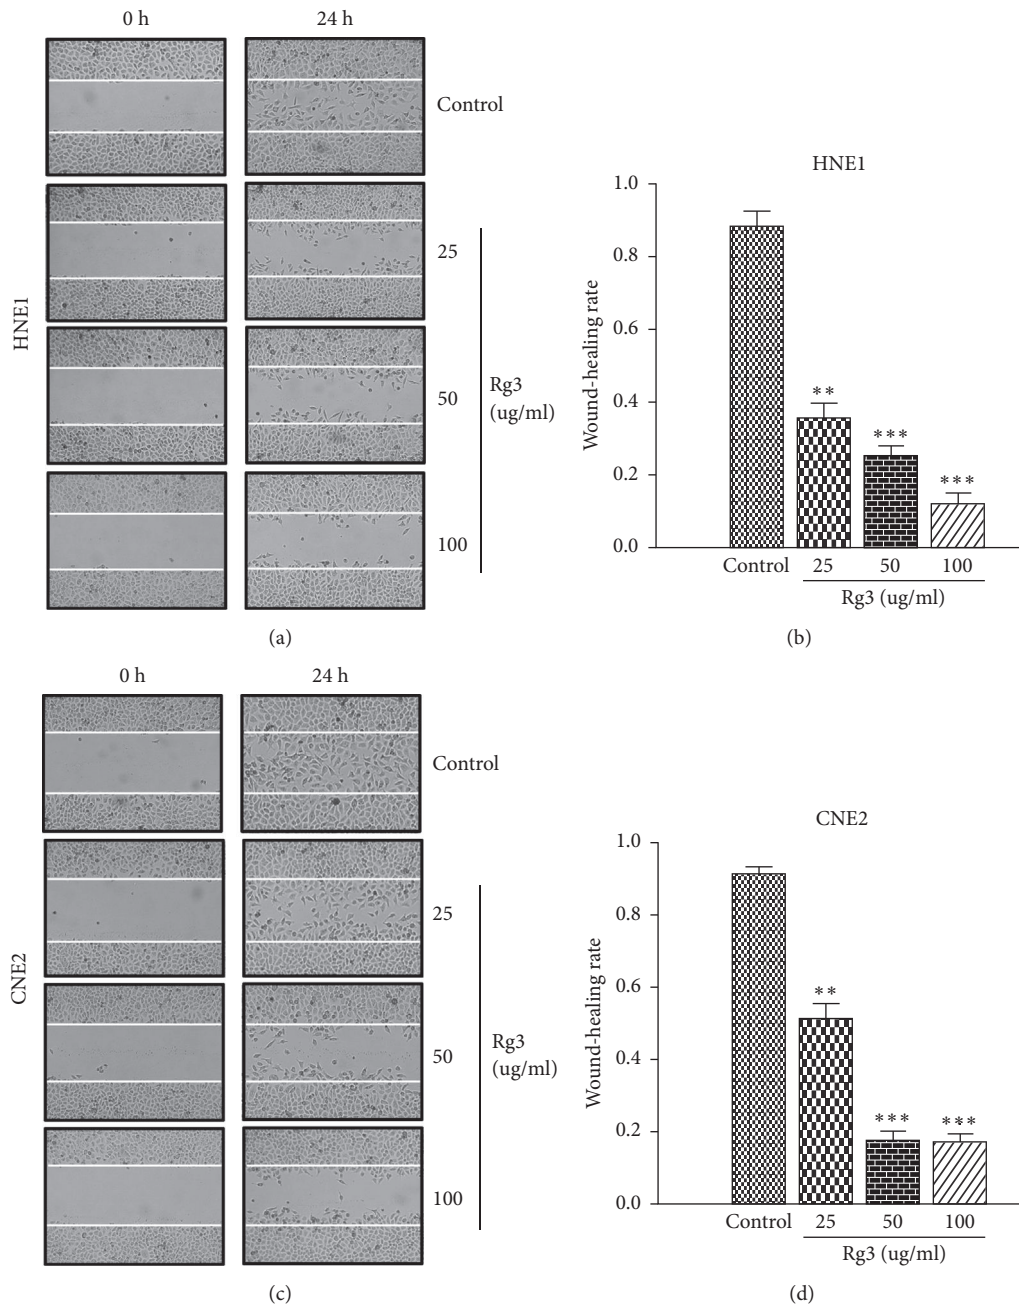 0 h 24 h
Control
25
50
100
Rg3
(ug/ml)
HNE1
(a)
HNE1
Wound-healing rate
1.0
0.8
0.6
0.4
0.2
0.0
**
***
***
Control 25 50 100
Rg3 (ug/ml)
(b)
0 h 24 h
Control
25
50
100
Rg3
(ug/ml)
CNE2
(c)
CNE2
Wound-healing rate
1.0
0.8
0.6
0.4
0.2
0.0
**
***
***
Control 25 50 100
Rg3 (ug/ml)
(d)